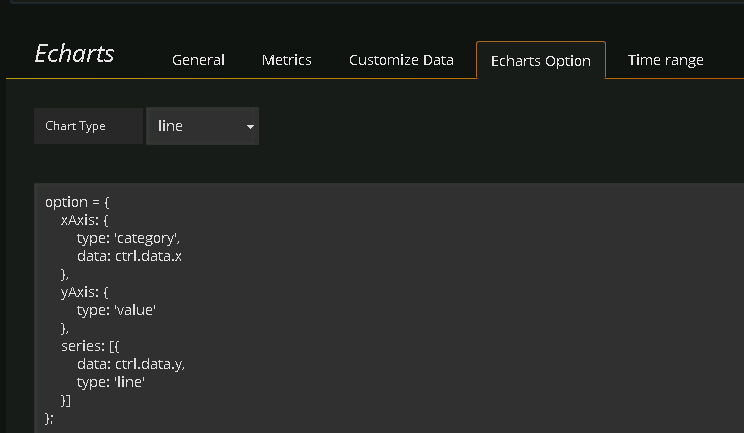 Echarts General Metrics Customize Data Echarts Option Time range
Chart Type line
option = {
xAxis: {
type: 'category',
data: ctrl.data.x
},
yAxis: {
type: 'value'
},
series: [{
data: ctrl.data.y,
type: 'line'
}]
};